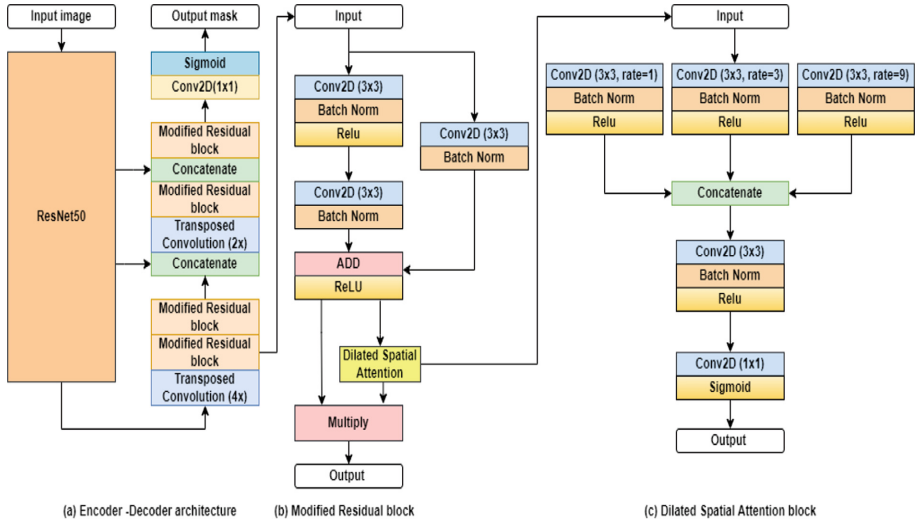 Input image
Output mask
Sigmoid
Conv2D(1x1)
Modified Residual
block
Concatenate
Modified Residual
block
Transposed
Convolution (2x)
Concatenate
Modified Residual
block
Modified Residual
block
Transposed
Convolution (4x)
ResNet50
(a) Encoder -Decoder architecture
Input
Conv2D (3x3)
Batch Norm
Relu
Conv2D (3x3)
Batch Norm
Conv2D (3x3)
Batch Norm
ADD
ReLU
Dilated Spatial
Attention
Multiply
Output
(b) Modified Residual block
Input
Conv2D (3x3, rate=1)
Batch Norm
Relu
Conv2D (3x3, rate=3)
Batch Norm
Relu
Conv2D (3x3, rate=9)
Batch Norm
Relu
Concatenate
Conv2D (3x3)
Batch Norm
Relu
Conv2D (1x1)
Sigmoid
Output
(c) Dilated Spatial Attention block